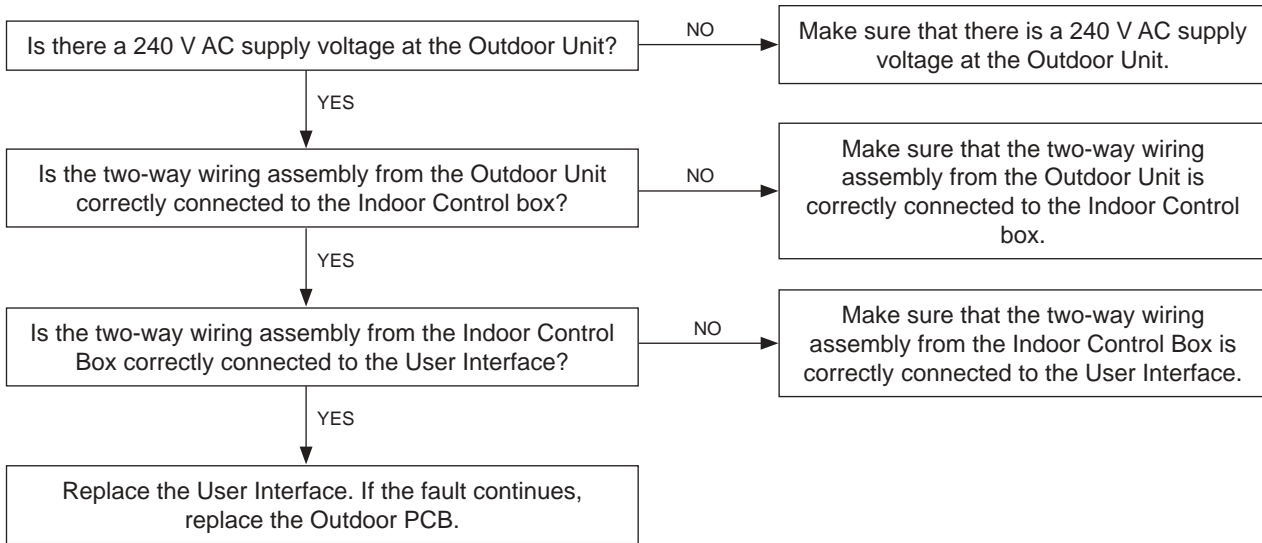 Is there a 240 V AC supply voltage at the Outdoor Unit?
NO
Make sure that there is a 240 V AC supply
voltage at the Outdoor Unit.
YES
Is the two-way wiring assembly from the Outdoor Unit
correctly connected to the Indoor Control box?
NO
Make sure that the two-way wiring
assembly from the Outdoor Unit is
correctly connected to the Indoor Control
box.
YES
Is the two-way wiring assembly from the Indoor Control
Box correctly connected to the User Interface?
NO
Make sure that the two-way wiring
assembly from the Indoor Control Box is
correctly connected to the User Interface.
YES
Replace the User Interface. If the fault continues,
replace the Outdoor PCB.